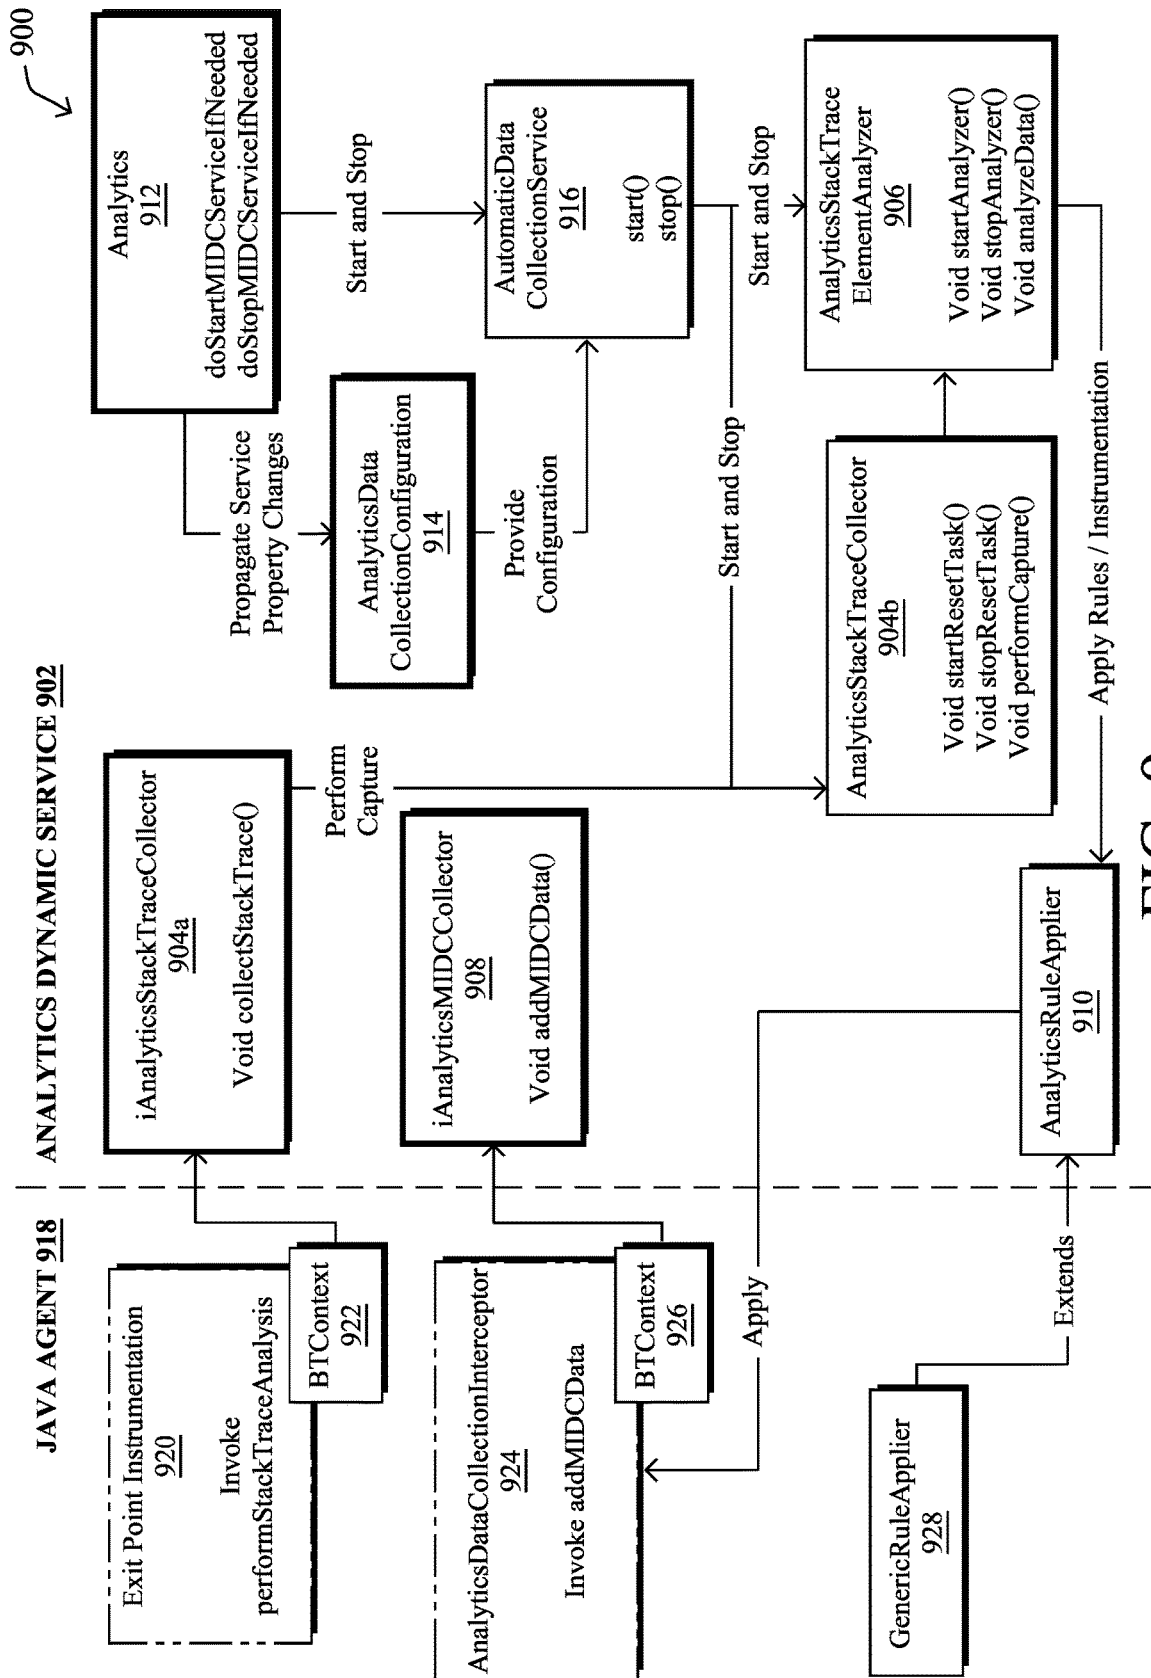 900
JAVA AGENT 918
ANALYTICS DYNAMIC SERVICE 902
Exit Point Instrumentation
920
Invoke
performStackTraceAnalysis
BTContext
922
iAnalyticsStackTraceCollector
904a
Void collectStackTrace()
Perform
Capture
Analytics
912
doStartMIDCServiceIfNeeded
doStopMIDCServiceIfNeeded
Propagate Service
Property Changes
Start and Stop
AnalyticsData
CollectionConfiguration
914
Provide
Configuration
AutomaticData
CollectionService
916
start()
stop()
AnalyticsDataCollectionInterceptor
924
Invoke addMIDCData
BTContext
926
iAnalyticsMIDCCollector
908
Void addMIDCData()
Start and Stop
Start and Stop
Apply
AnalyticsStackTraceCollector
904b
Void startResetTask()
Void stopResetTask()
Void performCapture()
AnalyticsStackTrace
ElementAnalyzer
906
Void startAnalyzer()
Void stopAnalyzer()
Void analyzeData()
GenericRuleApplier
928
Extends
AnalyticsRuleApplier
910
Apply Rules / Instrumentation